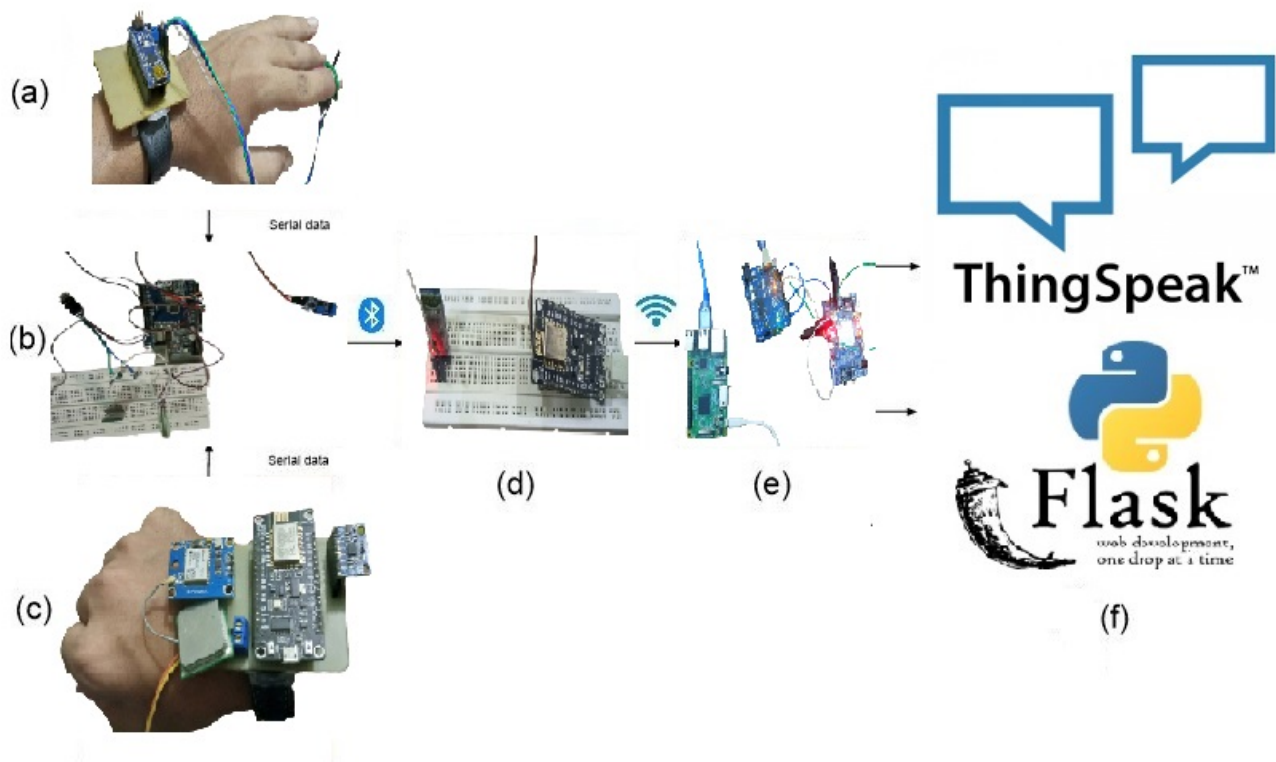 (a)
Serial data
(b)
Serial data
(c)
(d)
(e)
ThingSpeak™
Flask
web development,
one drop at a time
(f)